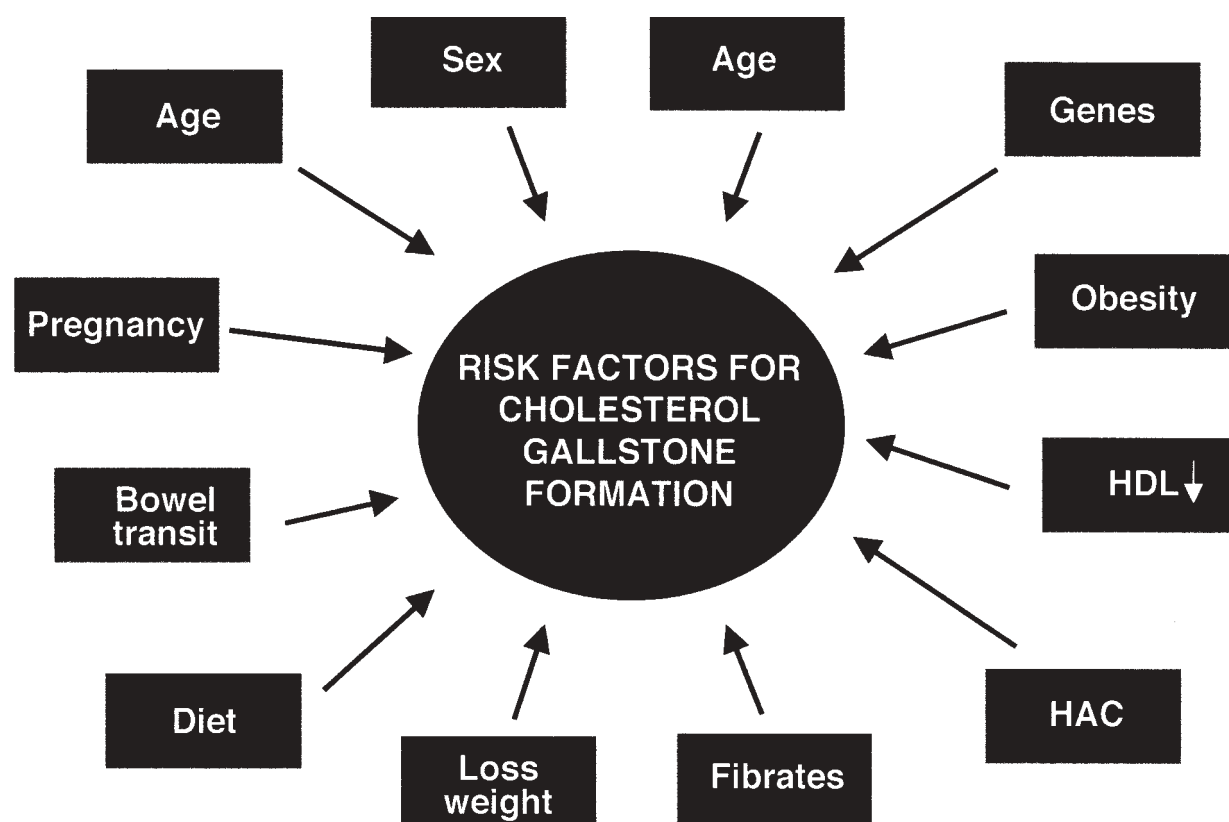 Sex
Age
Age
Genes
Pregnancy
Obesity
RISK FACTORS FOR
CHOLESTEROL
GALLSTONE
FORMATION
Bowel
transit
HDL↓
Diet
HAC
Loss
weight
Fibrates